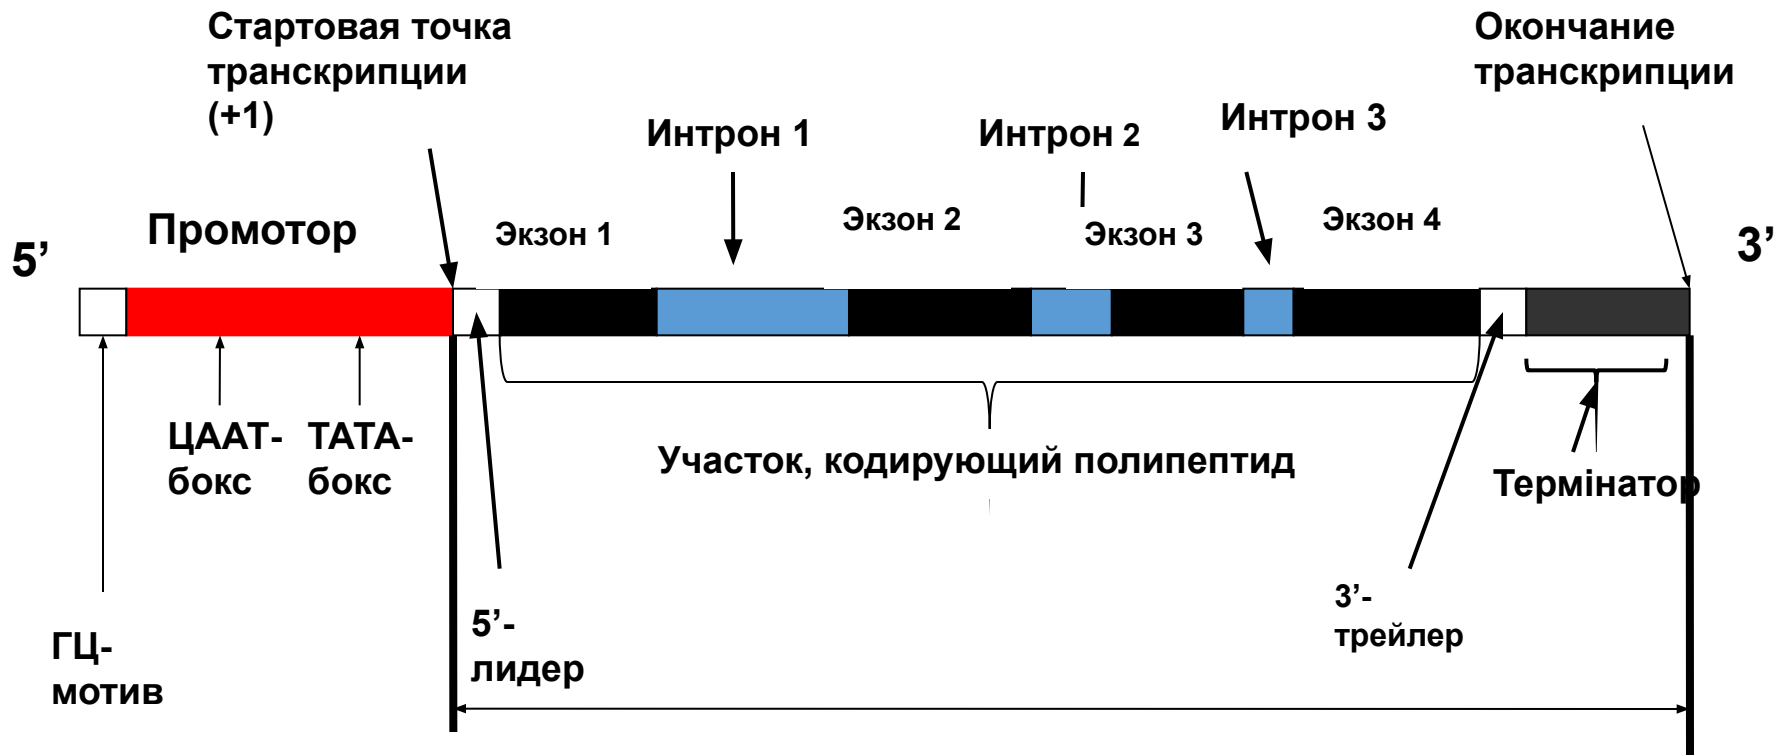 Стартовая точка
транскрипции
(+1)
Окончание
транскрипции
Интрон 1
Интрон 2
Интрон 3
Промотор
Экзон 1
Экзон 2
Экзон 3
Экзон 4
5’
3’
ЦААТ-
бокс
ТАТА-
бокс
Участок, кодирующий полипептид
Термінатор
ГЦ-
мотив
5’-
лидер
3’-
трейлер